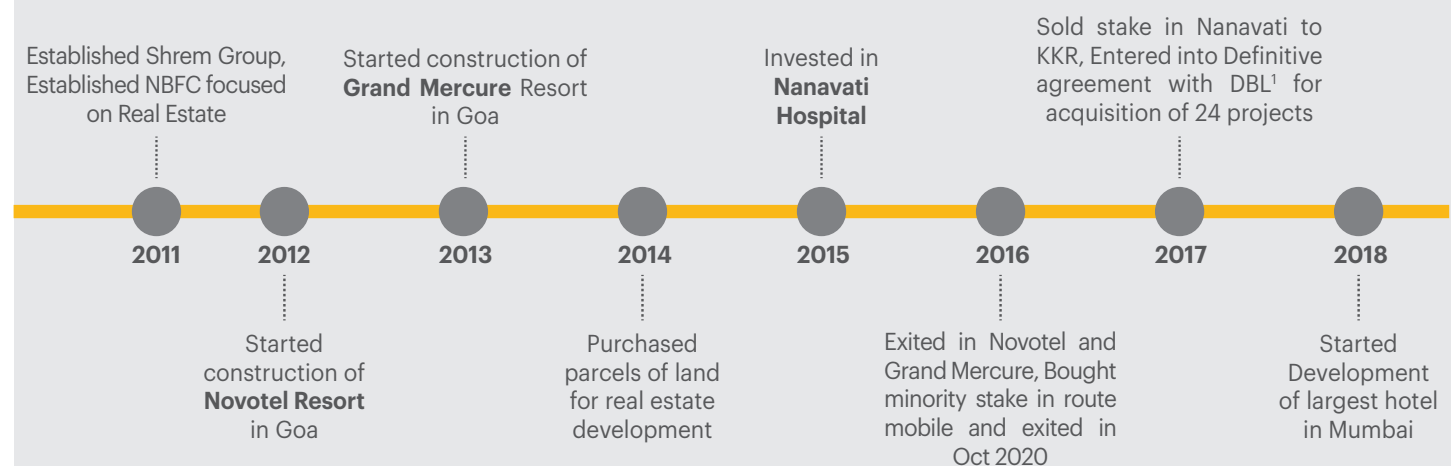 Established Shrem Group,
Established NBFC focused
on Real Estate
Started construction of
Grand Mercure Resort
in Goa
Invested in
Nanavati
Hospital
Sold stake in Nanavati to
KKR, Entered into Definitive
agreement with DBL¹ for
acquisition of 24 projects
2011
2012
2013
2014
2015
2016
2017
2018
Started
construction of
Novotel Resort
in Goa
Purchased
parcels of land
for real estate
development
Exited in Novotel and
Grand Mercure, Bought
minority stake in route
mobile and exited in
Oct 2020
Started
Development
of largest hotel
in Mumbai